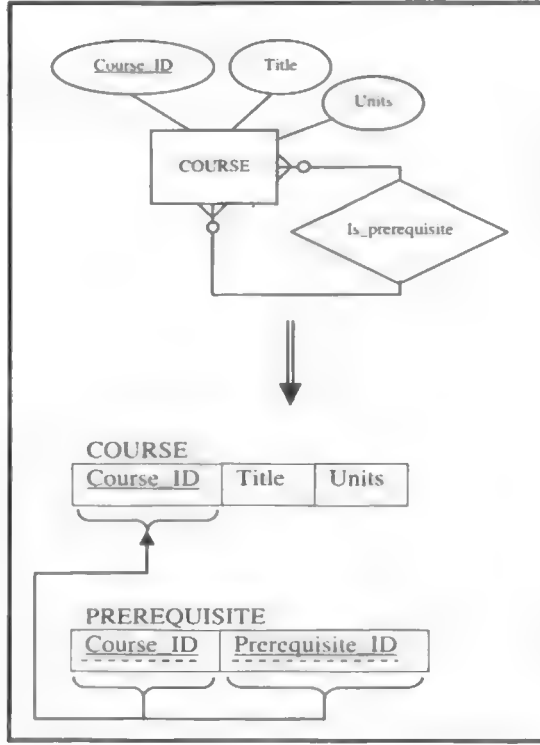 Course_ID
Title
Units
COURSE
Is_prerequisite
COURSE
Course_ID Title Units
PREREQUISITE
Course_ID Prerequisite_ID